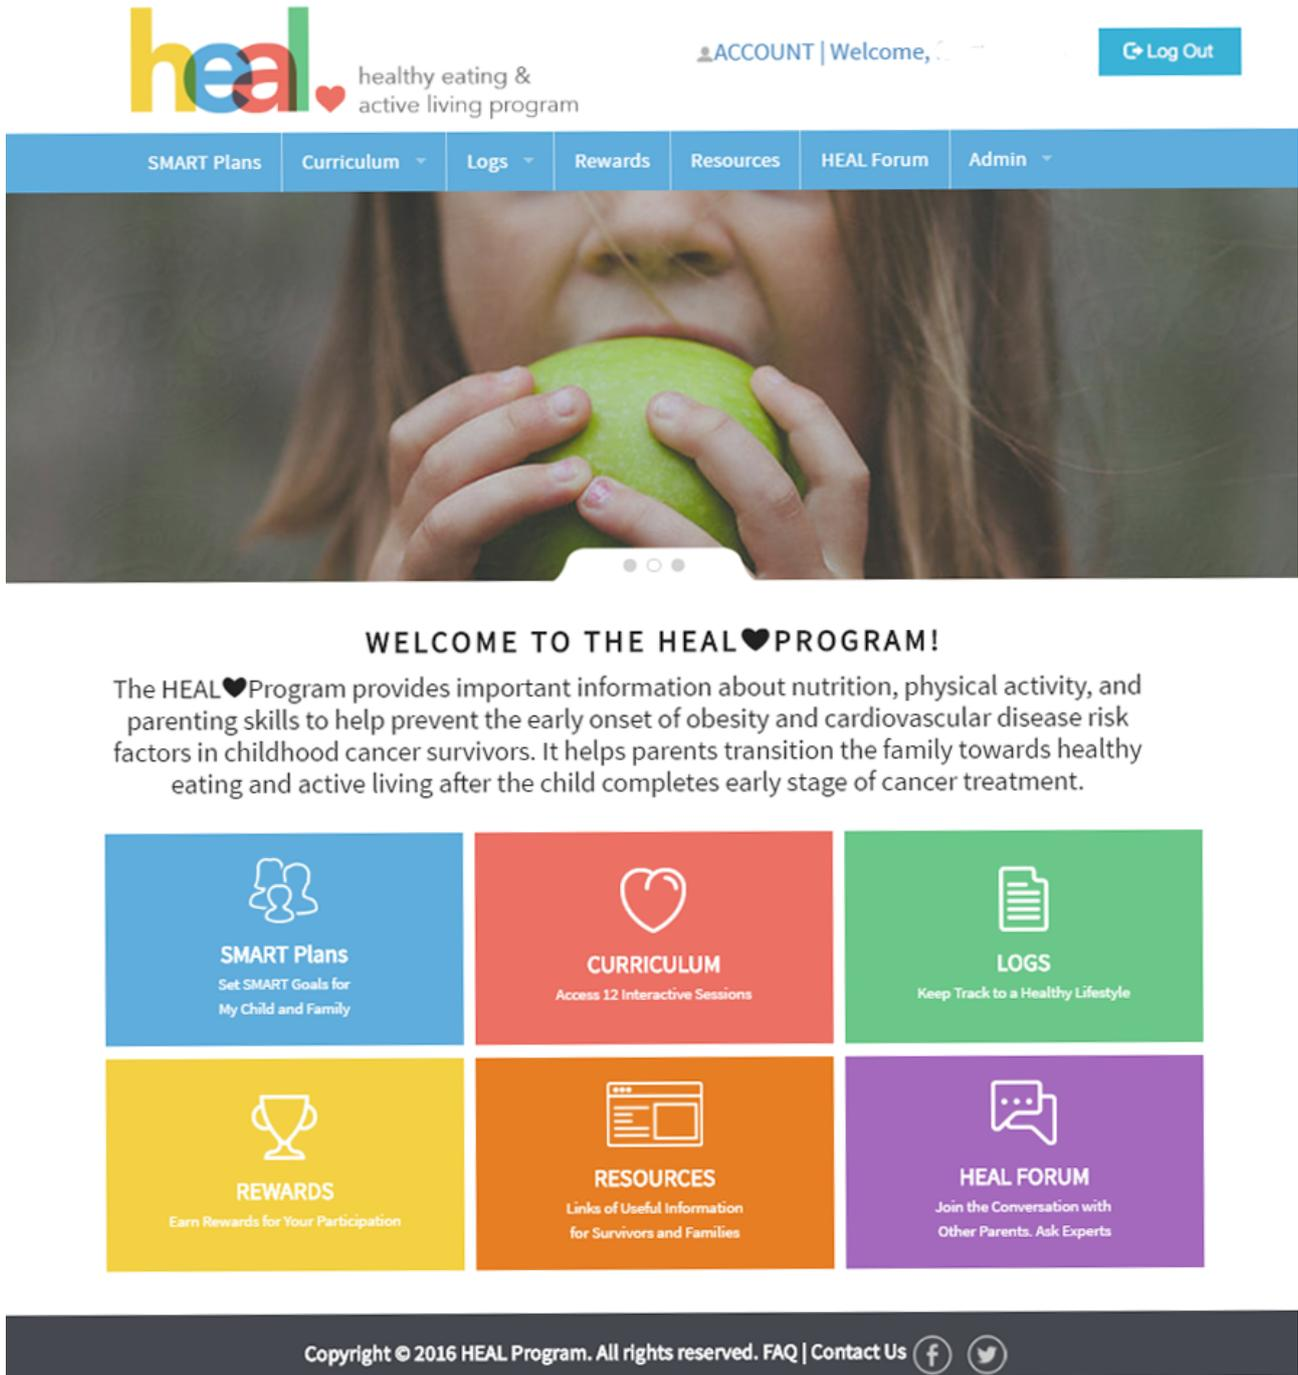 heal
healthy eating &
active living program
ACCOUNT | Welcome,
Log Out
SMART Plans
Curriculum
Logs
Rewards
Resources
HEAL Forum
Admin
WELCOME TO THE HEAL♥PROGRAM!
The HEAL♥Program provides important information about nutrition, physical activity, and
parenting skills to help prevent the early onset of obesity and cardiovascular disease risk
factors in childhood cancer survivors. It helps parents transition the family towards healthy
eating and active living after the child completes early stage of cancer treatment.
SMART Plans
Set SMART Goals for
My Child and Family
CURRICULUM
Access 12 Interactive Sessions
LOGS
Keep Track to a Healthy Lifestyle
REWARDS
Earn Rewards for Your Participation
RESOURCES
Links of Useful Information
for Survivors and Families
HEAL FORUM
Join the Conversation with
Other Parents. Ask Experts
Copyright © 2016 HEAL Program. All rights reserved. FAQ | Contact Us